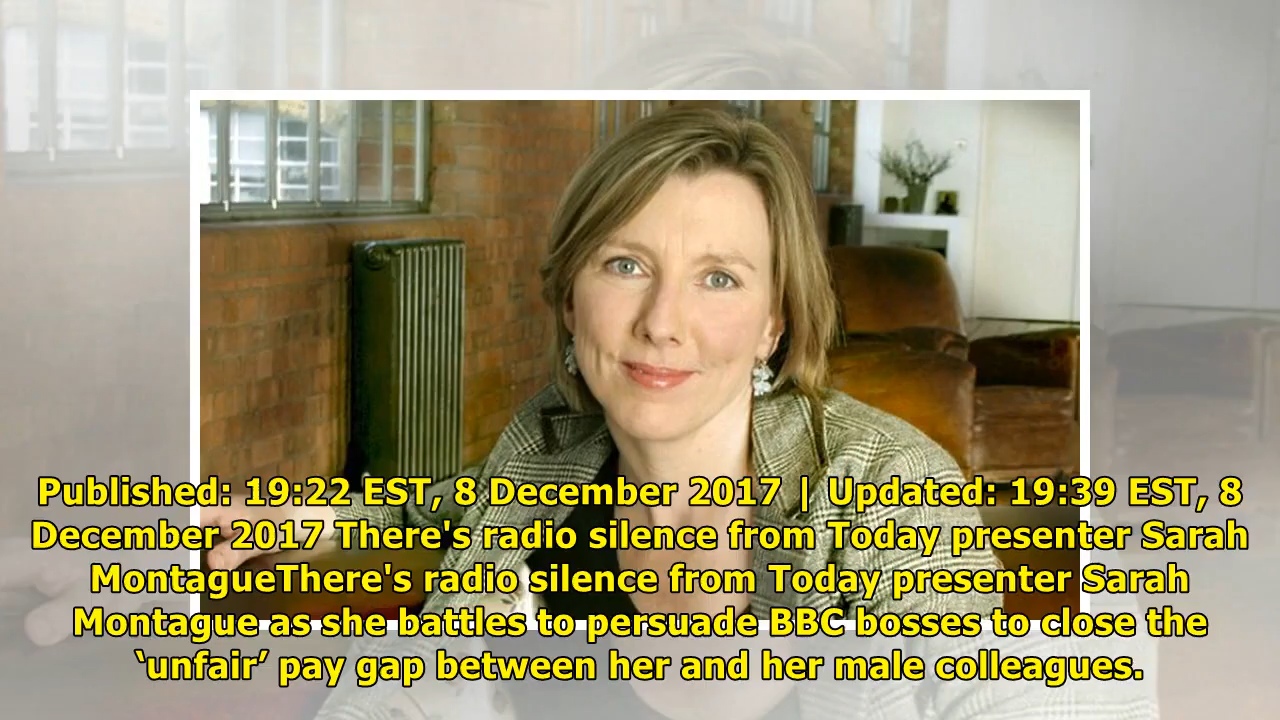 Published: 19:22 EST, 8 December 2017 | Updated: 19:39 EST, 8
December 2017 There's radio silence from Today presenter Sarah
MontagueThere's radio silence from Today presenter Sarah
Montague as she battles to persuade BBC bosses to close the
‘unfair’ pay gap between her and her male colleagues.